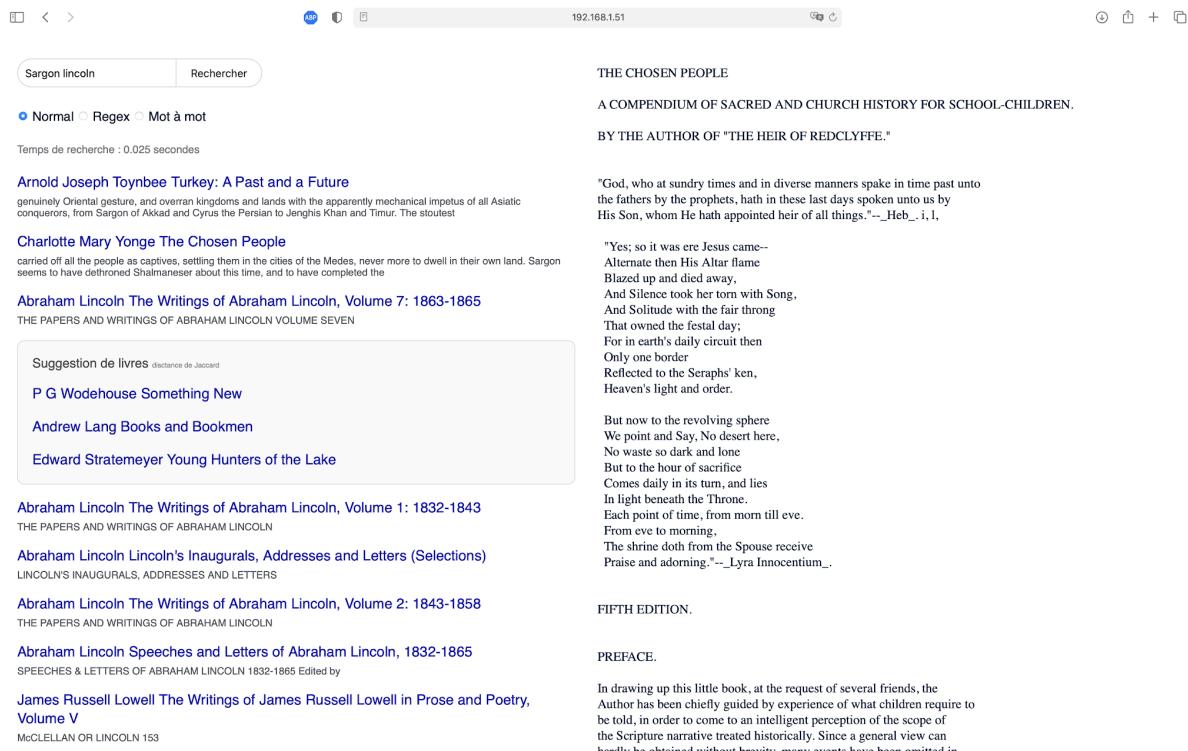 ABP
192.168.1.51
Sargon lincoln
Rechercher
Normal Regex Mot à mot
Temps de recherche : 0.025 secondes
Arnold Joseph Toynbee Turkey: A Past and a Future
genuinely Oriental gesture, and overran kingdoms and lands with the apparently mechanical impetus of all Asiatic
conquerors, from Sargon of Akkad and Cyrus the Persian to Jenghis Khan and Timur. The stoutest
Charlotte Mary Yonge The Chosen People
carried off all the people as captives, settling them in the cities of the Medes, never more to dwell in their own land. Sargon
seems to have dethroned Shalmaneser about this time, and to have completed the
Abraham Lincoln The Writings of Abraham Lincoln, Volume 7: 1863-1865
THE PAPERS AND WRITINGS OF ABRAHAM LINCOLN VOLUME SEVEN
Suggestion de livres disctance de Jaccard
P G Wodehouse Something New
Andrew Lang Books and Bookmen
Edward Stratemeyer Young Hunters of the Lake
Abraham Lincoln The Writings of Abraham Lincoln, Volume 1: 1832-1843
THE PAPERS AND WRITINGS OF ABRAHAM LINCOLN
Abraham Lincoln Lincoln's Inaugurals, Addresses and Letters (Selections)
LINCOLN'S INAUGURALS, ADDRESSES AND LETTERS
Abraham Lincoln The Writings of Abraham Lincoln, Volume 2: 1843-1858
THE PAPERS AND WRITINGS OF ABRAHAM LINCOLN
Abraham Lincoln Speeches and Letters of Abraham Lincoln, 1832-1865
SPEECHES & LETTERS OF ABRAHAM LINCOLN 1832-1865 Edited by
James Russell Lowell The Writings of James Russell Lowell in Prose and Poetry,
Volume V
McCLELLAN OR LINCOLN 153
THE CHOSEN PEOPLE
A COMPENDIUM OF SACRED AND CHURCH HISTORY FOR SCHOOL-CHILDREN.
BY THE AUTHOR OF "THE HEIR OF REDCLYFFE."
"God, who at sundry times and in diverse manners spake in time past unto
the fathers by the prophets, hath in these last days spoken unto us by
His Son, whom He hath appointed heir of all things."--_Heb_. i, l,
"Yes; so it was ere Jesus came--
Alternate then His Altar flame
Blazed up and died away,
And Silence took her torn with Song,
And Solitude with the fair throng
That owned the festal day;
For in earth's daily circuit then
Only one border
Reflected to the Seraphs' ken,
Heaven's light and order.
But now to the revolving sphere
We point and Say, No desert here,
No waste so dark and lone
But to the hour of sacrifice
Comes daily in its turn, and lies
In light beneath the Throne.
Each point of time, from morn till eve.
From eve to morning,
The shrine doth from the Spouse receive
Praise and adorning."--_Lyra Innocentium_.
FIFTH EDITION.
PREFACE.
In drawing up this little book, at the request of several friends, the
Author has been chiefly guided by experience of what children require to
be told, in order to come to an intelligent perception of the scope of
the Scripture narrative treated historically. Since a general view can
hardly be obtained without brevity, many events have been omitted in